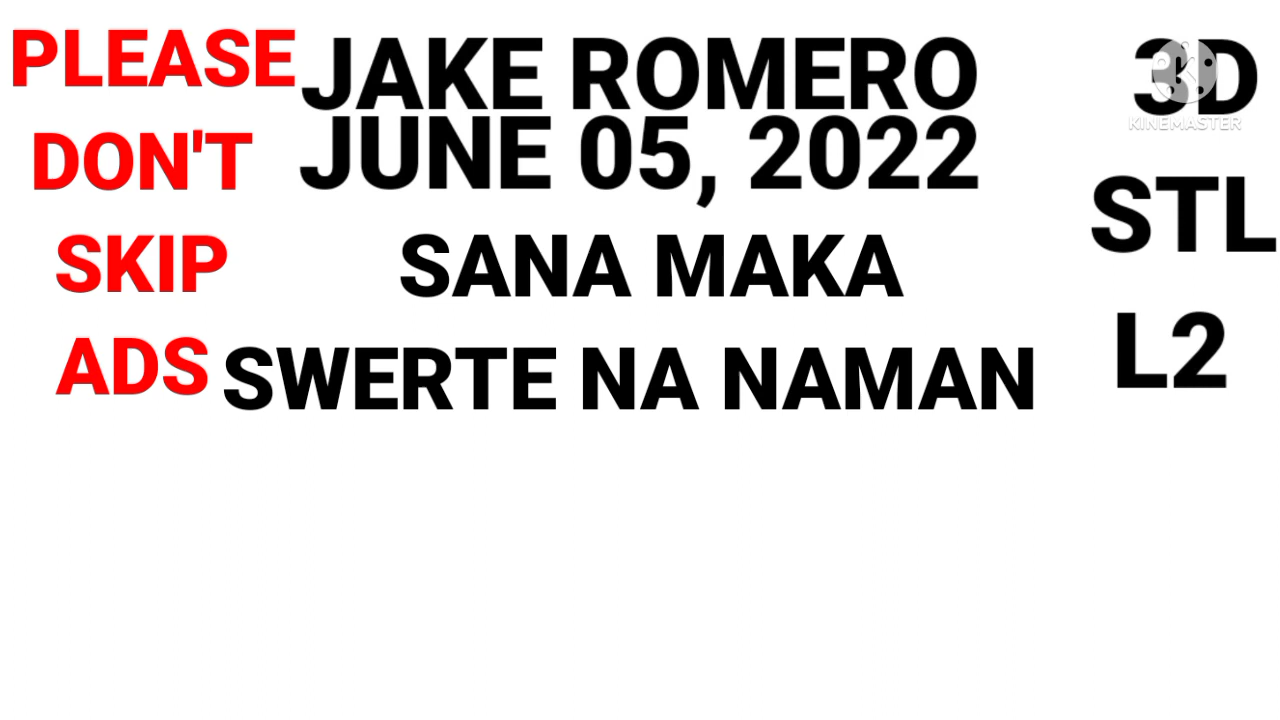 PLEASE
DON'T
SKIP
ADS
JAKE ROMERO
JUNE 05, 2022
SANA MAKA
SWERTE NA NAMAN
3D
KINEMASTER
STL
L2